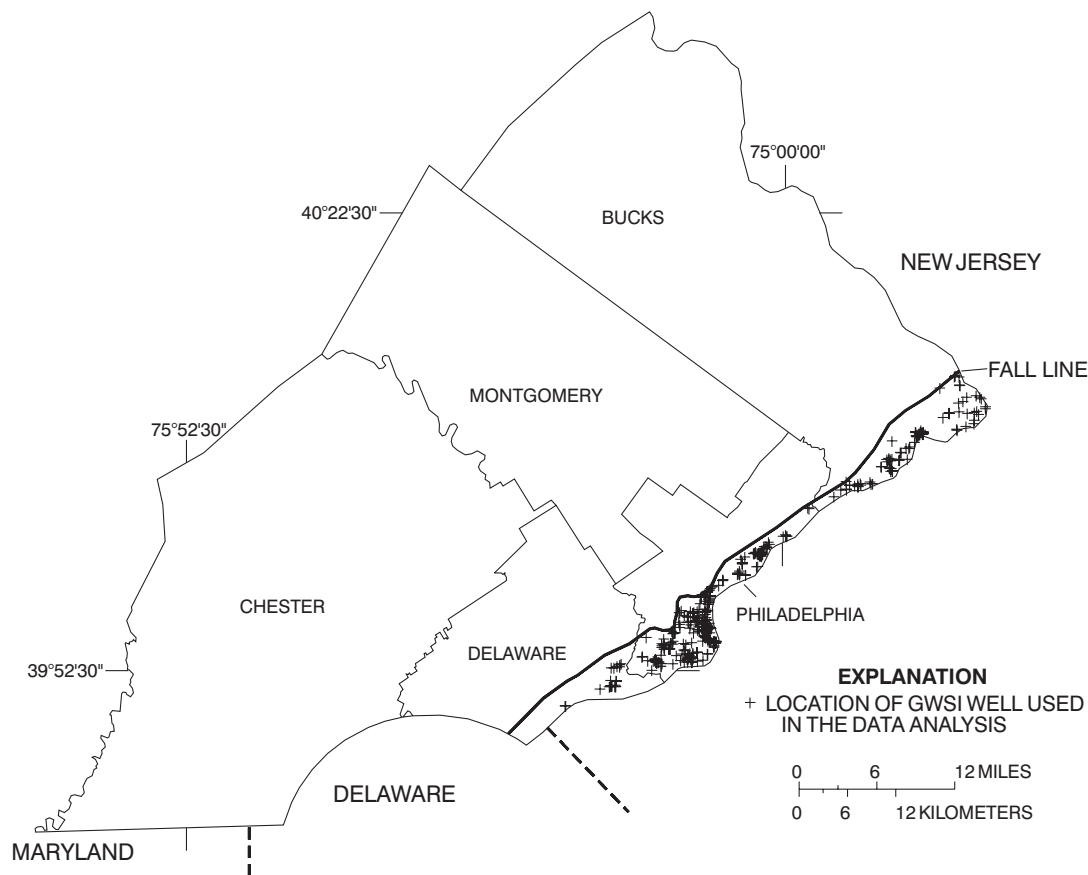 75°00'00"
40°22'30"
BUCKS
NEW JERSEY
FALL LINE
MONTGOMERY
75°52'30"
CHESTER
PHILADELPHIA
DELAWARE
39°52'30"
EXPLANATION
+ LOCATION OF GWSI WELL USED
IN THE DATA ANALYSIS
0 6 12 MILES
0 6 12 KILOMETERS
DELAWARE
MARYLAND